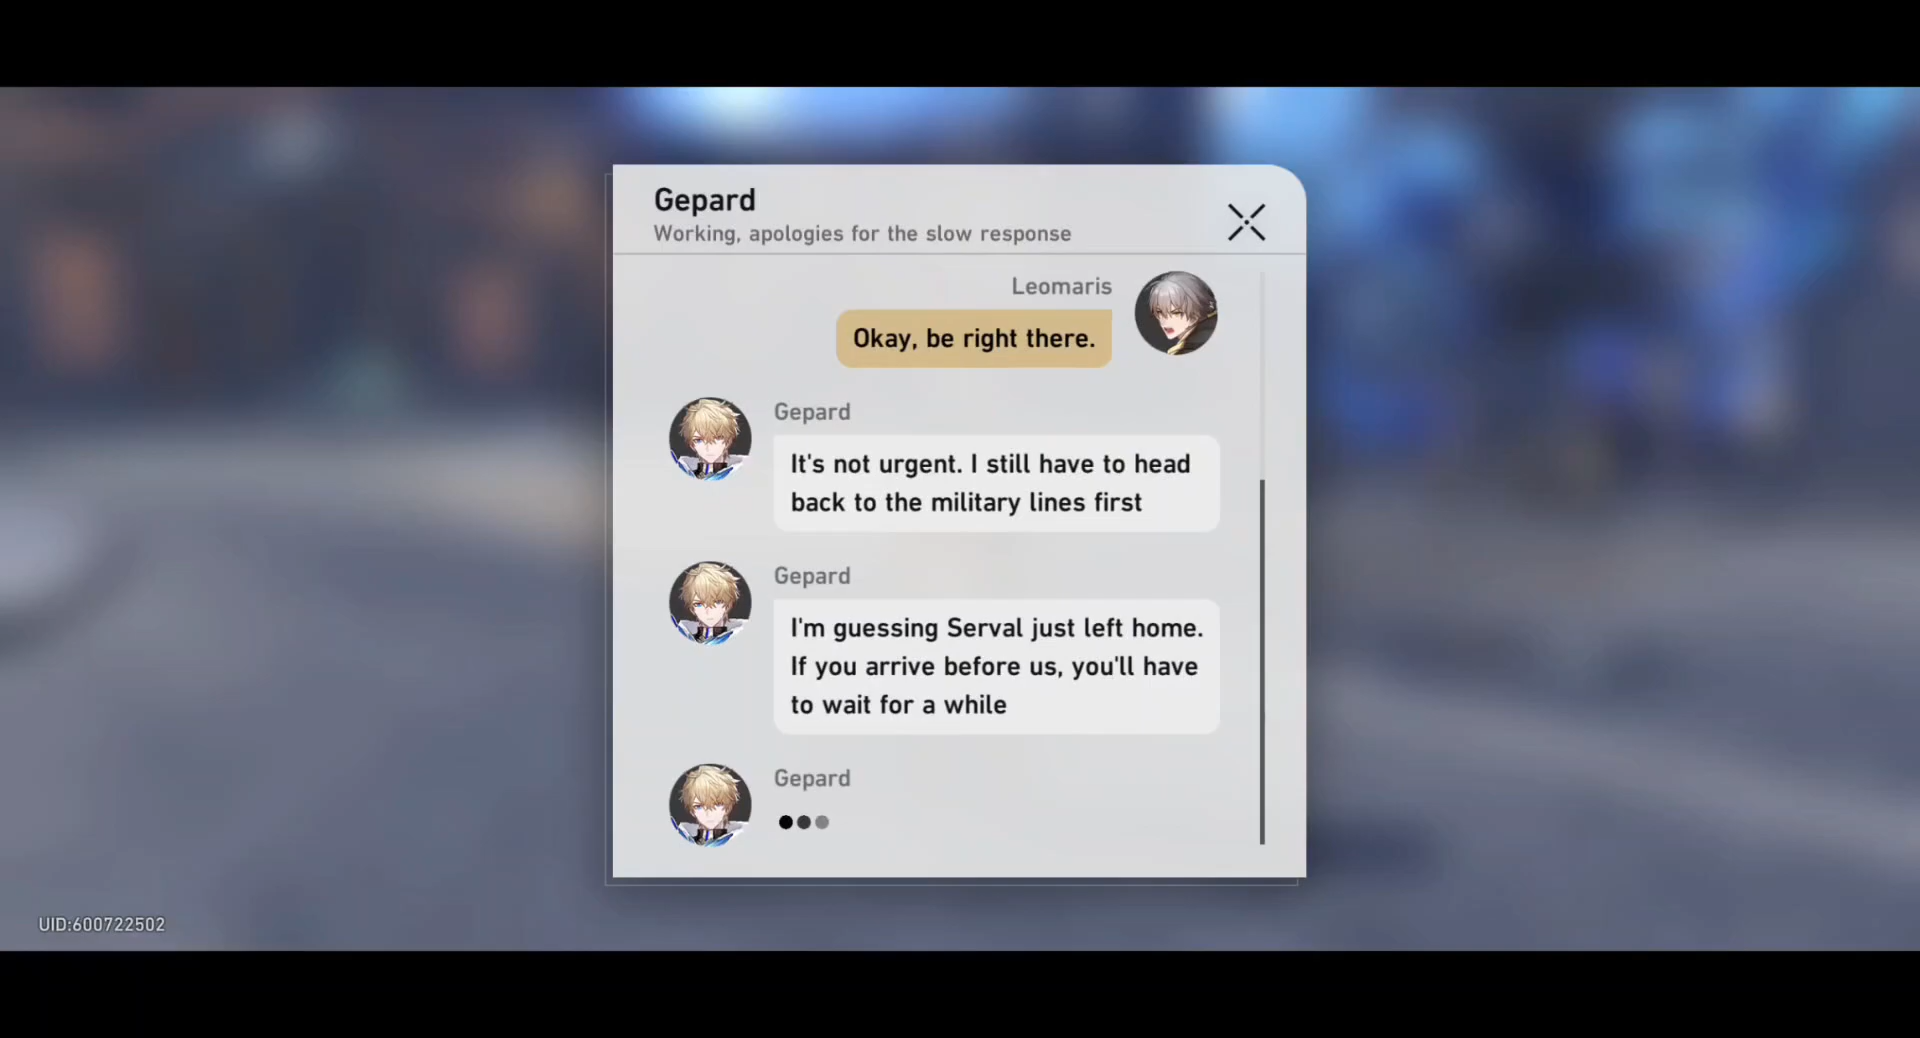 Gepard
Working, apologies for the slow response
Leomaris
Okay, be right there.
Gepard
It's not urgent. I still have to head
back to the military lines first
Gepard
I'm guessing Serval just left home.
If you arrive before us, you'll have
to wait for a while
Gepard
UID:600722502